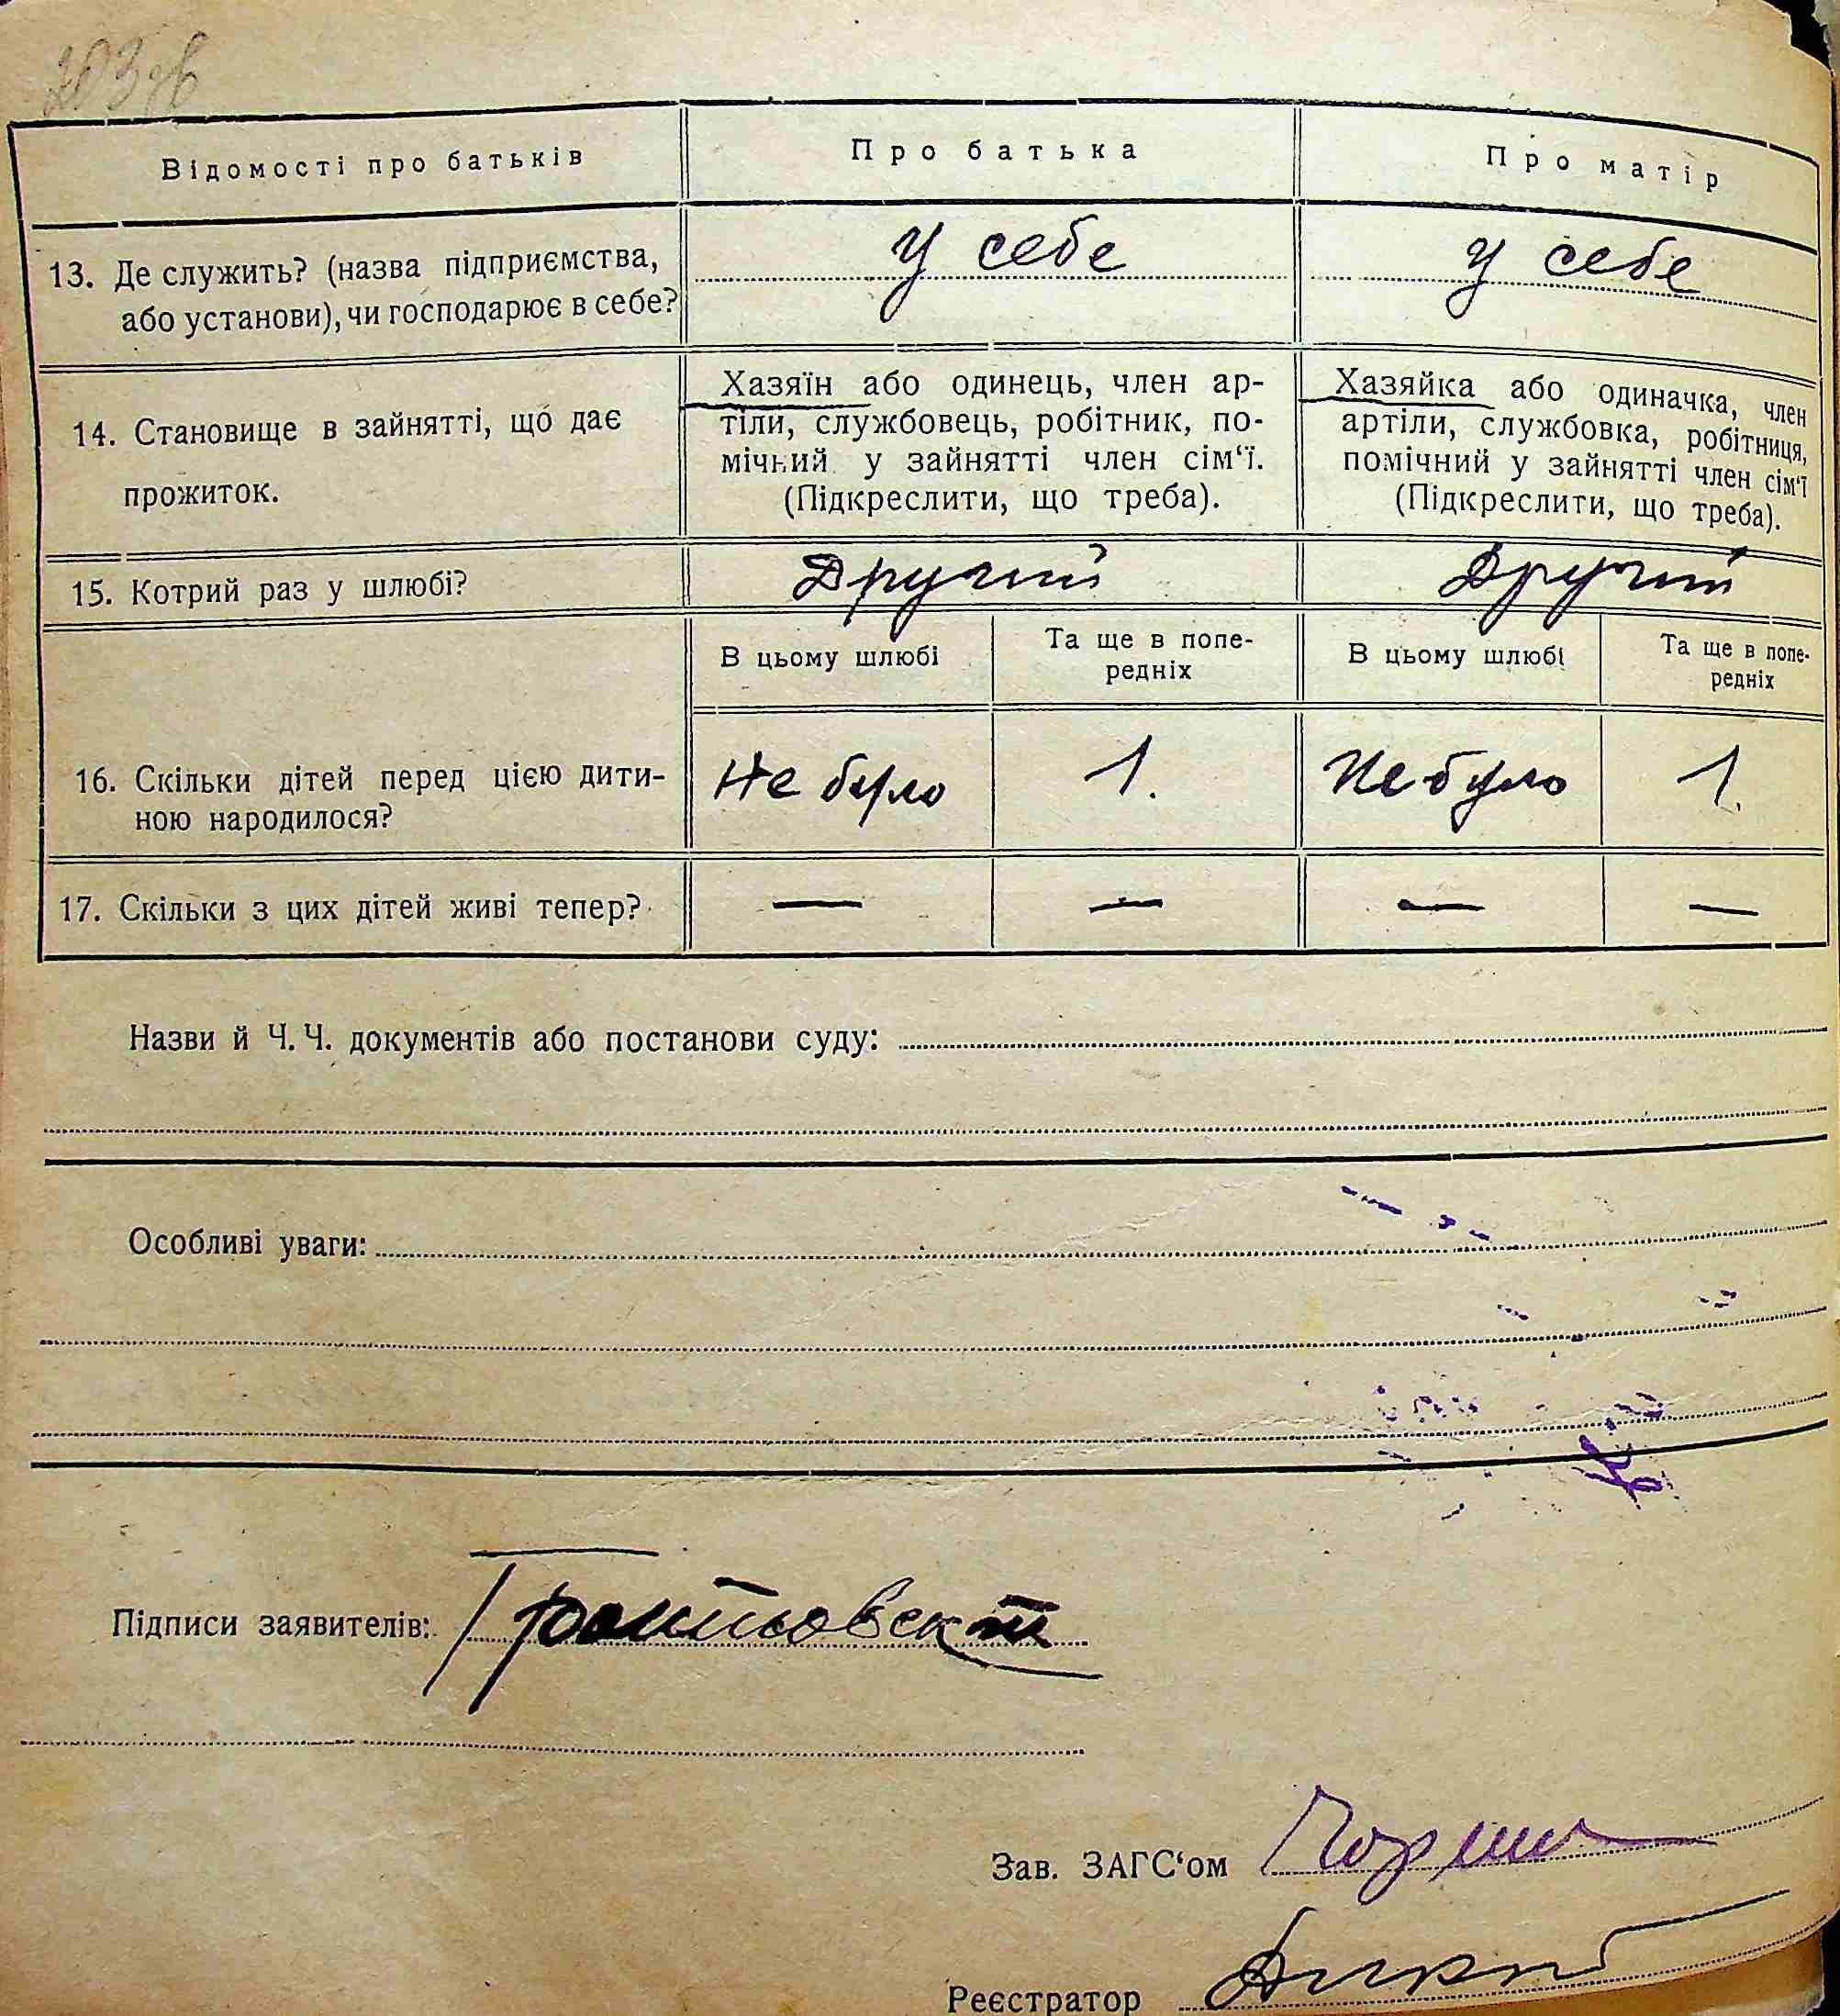 203 зв
Відомості про батьків
Про батька
Про матір
13. Де служить? (назва підприємства,
або установи), чи господарює в себе?
У себе
У себе
14. Становище в зайнятті, що дає
прожиток.
Хазяїн або одинець, член ар-
тіли, службовець, робітник, по-
мічний у зайнятті член сім‘ї.
(Підкреслити, що треба).
Хазяйка або одиначка, член
артіли, службовка, робітниця,
помічний у зайнятті член сім‘ї
(Підкреслити, що треба).
15. Котрий раз у шлюбі?
Другий
Другий
В цьому шлюбі
Та ще в попе-
редніх
В цьому шлюбі
Та ще в попе-
редніх
16. Скільки дітей перед цією дити-
ною народилося?
Не було
1.
Не було
1.
17. Скільки з цих дітей живі тепер?
—
—
—
—
Назви й Ч. Ч. документів або постанови суду:
Особливі уваги:
Підписи заявителів:
Зав. ЗАГС‘ом
Реєстратор